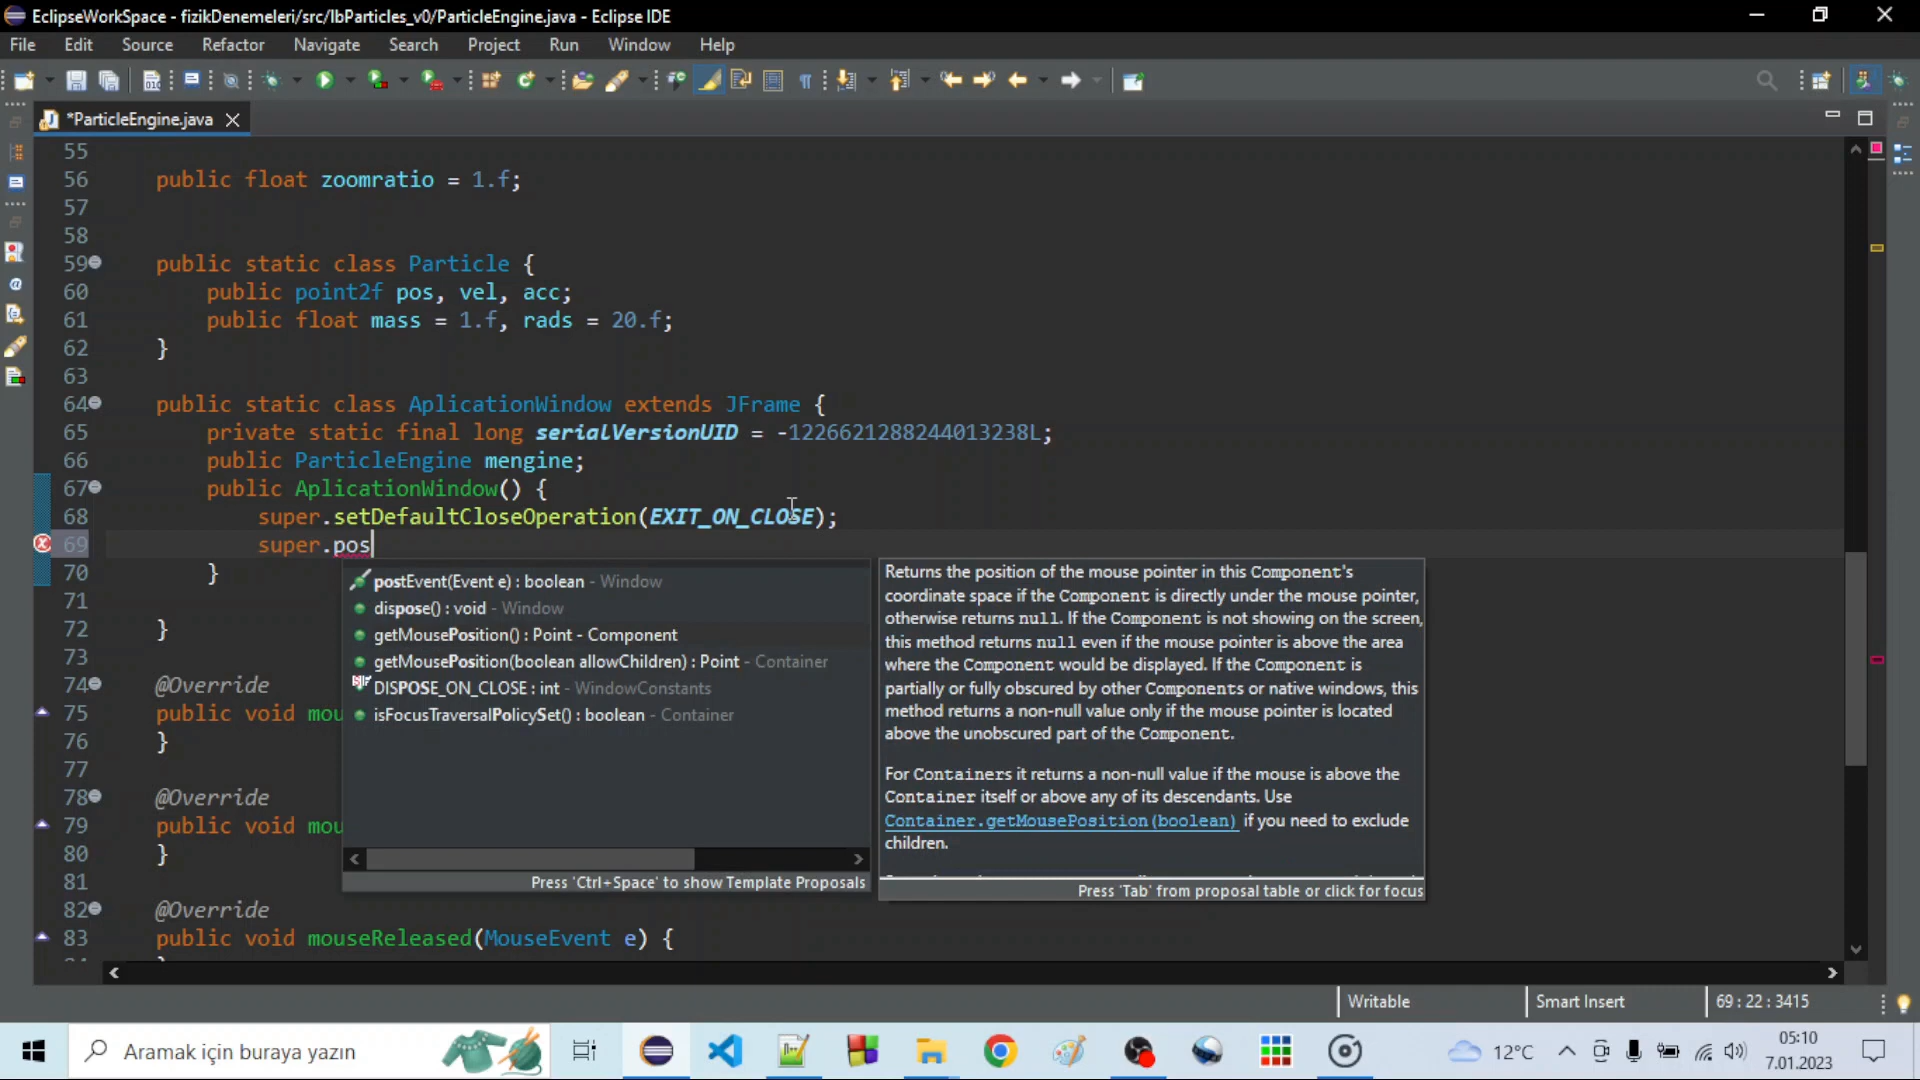 EclipseWorkSpace - fizikDenemeleri/src/lbParticles_v0/ParticleEngine.java - Eclipse IDE
File Edit Source Refactor Navigate Search Project Run Window Help
*ParticleEngine.java
55
56 public float zoomratio = 1.f;
57
58
59 public static class Particle {
60 public point2f pos, vel, acc;
61 public float mass = 1.f, rads = 20.f;
62 }
63
64 public static class AplicationWindow extends JFrame {
65 private static final long serialVersionUID = -1226621288244013238L;
66 public ParticleEngine mengine;
67 public AplicationWindow() {
68 super.setDefaultCloseOperation(EXIT_ON_CLOSE);
69 super.pos
70 }
71
72 }
73
74 @Override
75 public void mou
76 }
77
78 @Override
79 public void mou
80 }
81
82 @Override
83 public void mouseReleased(MouseEvent e) {
postEvent(Event e) : boolean - Window
dispose() : void - Window
getMousePosition() : Point - Component
getMousePosition(boolean allowChildren) : Point - Container
DISPOSE_ON_CLOSE : int - WindowConstants
isFocusTraversalPolicySet() : boolean - Container
Press 'Ctrl+Space' to show Template Proposals
Returns the position of the mouse pointer in this Component's
coordinate space if the Component is directly under the mouse pointer,
otherwise returns null. If the Component is not showing on the screen,
this method returns null even if the mouse pointer is above the area
where the Component would be displayed. If the Component is
partially or fully obscured by other Components or native windows, this
method returns a non-null value only if the mouse pointer is located
above the unobscured part of the Component.
For Containers it returns a non-null value if the mouse is above the
Container itself or above any of its descendants. Use
Container.getMousePosition(boolean) if you need to exclude
children.
Press 'Tab' from proposal table or click for focus
Writable Smart Insert 69 : 22 : 3415
Aramak için buraya yazın
12°C
05:10
7.01.2023